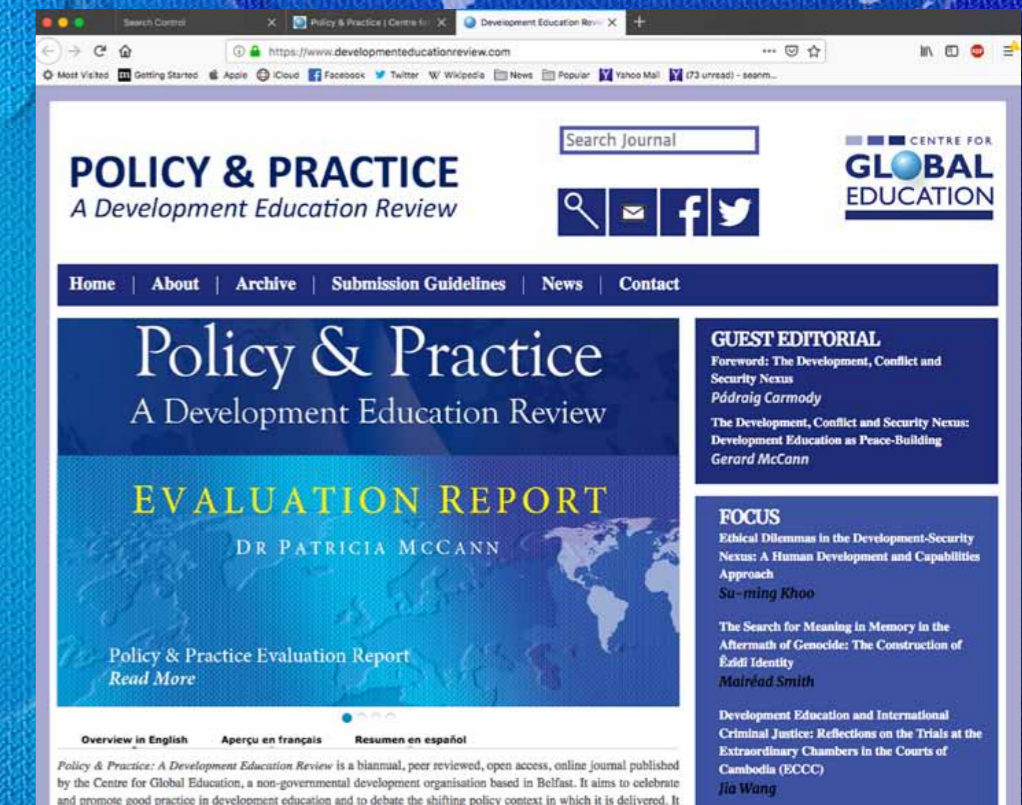 Search Control
Policy & Practice | Centre for
Development Education Revi
https://www.developmenteducationreview.com
Most Visited
Getting Started
Apple
iCloud
Facebook
Twitter
Wikipedia
News
Popular
Yahoo Mail
(73 unread) - seanm...
POLICY & PRACTICE
A Development Education Review
Search Journal
CENTRE FOR
GLOBAL
EDUCATION
Home | About | Archive | Submission Guidelines | News | Contact
Policy & Practice
A Development Education Review
EVALUATION REPORT
DR PATRICIA MCCANN
Policy & Practice Evaluation Report
Read More
Overview in English
Aperçu en français
Resumen en español
Policy & Practice: A Development Education Review is a biannual, peer reviewed, open access, online journal published
by the Centre for Global Education, a non-governmental development organisation based in Belfast. It aims to celebrate
and promote good practice in development education and to debate the shifting policy context in which it is delivered. It
GUEST EDITORIAL
Foreword: The Development, Conflict and
Security Nexus
Pádraig Carmody
The Development, Conflict and Security Nexus:
Development Education as Peace-Building
Gerard McCann
FOCUS
Ethical Dilemmas in the Development-Security
Nexus: A Human Development and Capabilities
Approach
Su-ming Khoo
The Search for Meaning in Memory in the
Aftermath of Genocide: The Construction of
Êzidî Identity
Mairéad Smith
Development Education and International
Criminal Justice: Reflections on the Trials at the
Extraordinary Chambers in the Courts of
Cambodia (ECCC)
Jia Wang